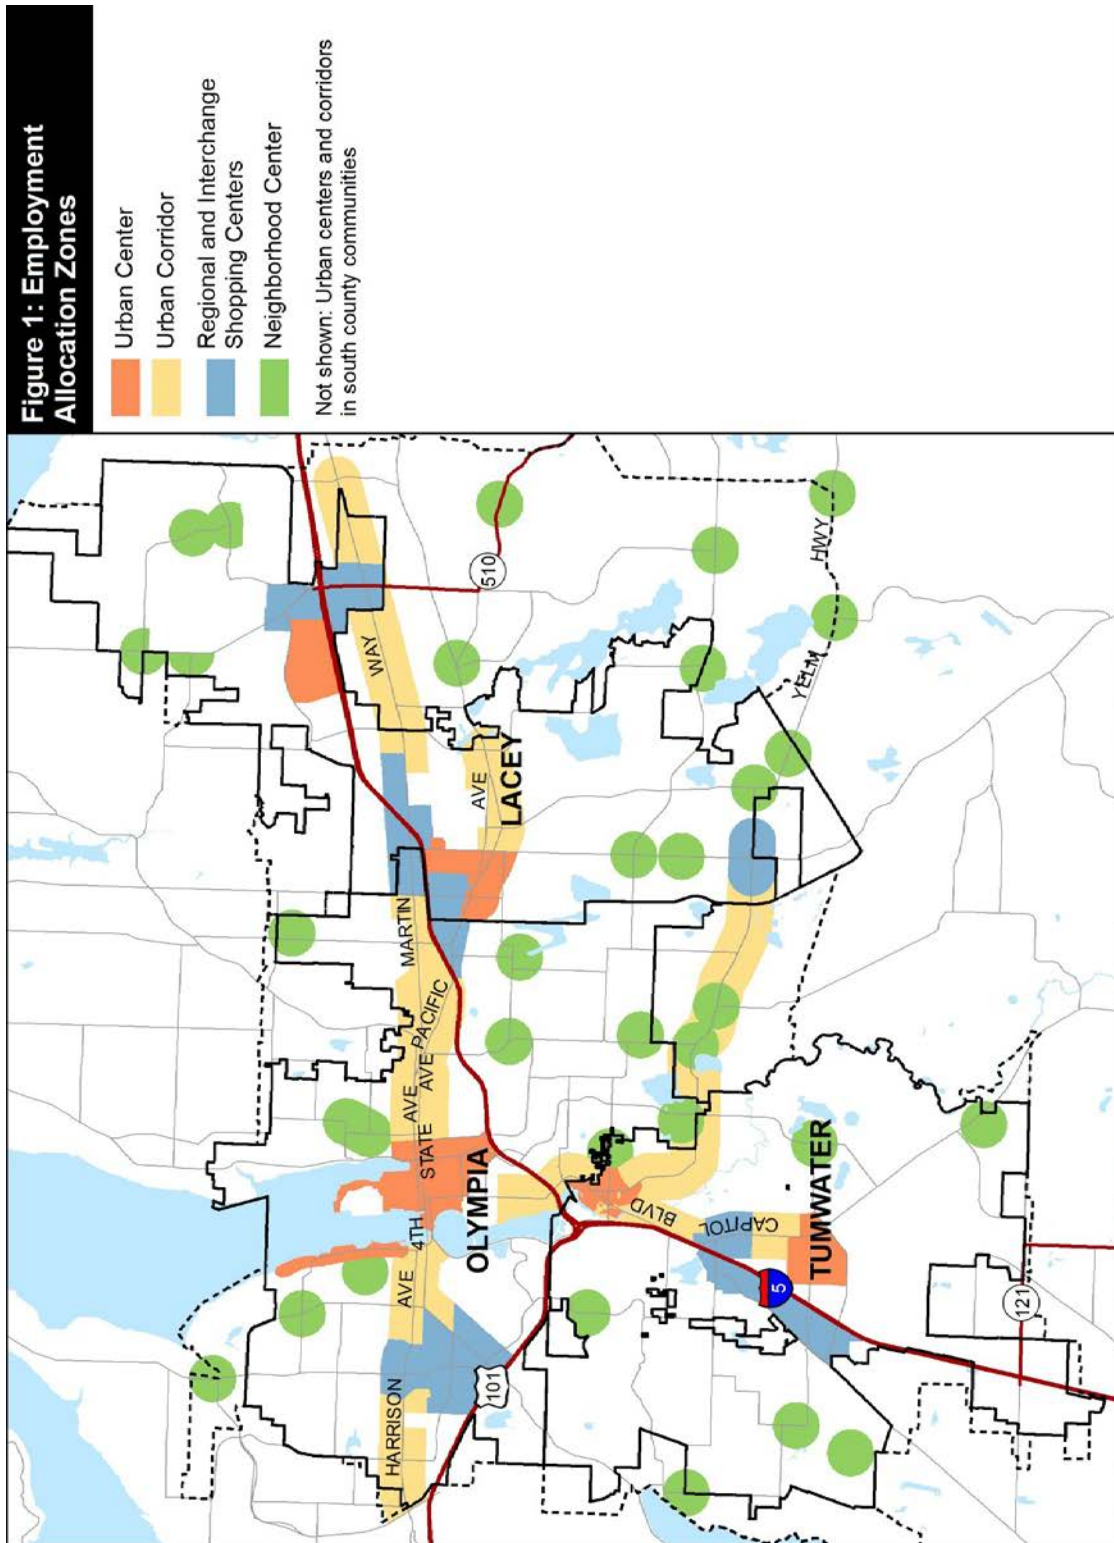 Figure 1: Employment
Allocation Zones
Urban Center
Urban Corridor
Regional and Interchange
Shopping Centers
Neighborhood Center
Not shown: Urban centers and corridors
in south county communities
HARRISON
AVE
4TH
STATE
AVE
AVE
PACIFIC
MARTIN
WAY
101
OLYMPIA
AVE
LACEY
510
BLVD
CAPITOL
5
TUMWATER
YELM
HWY
121